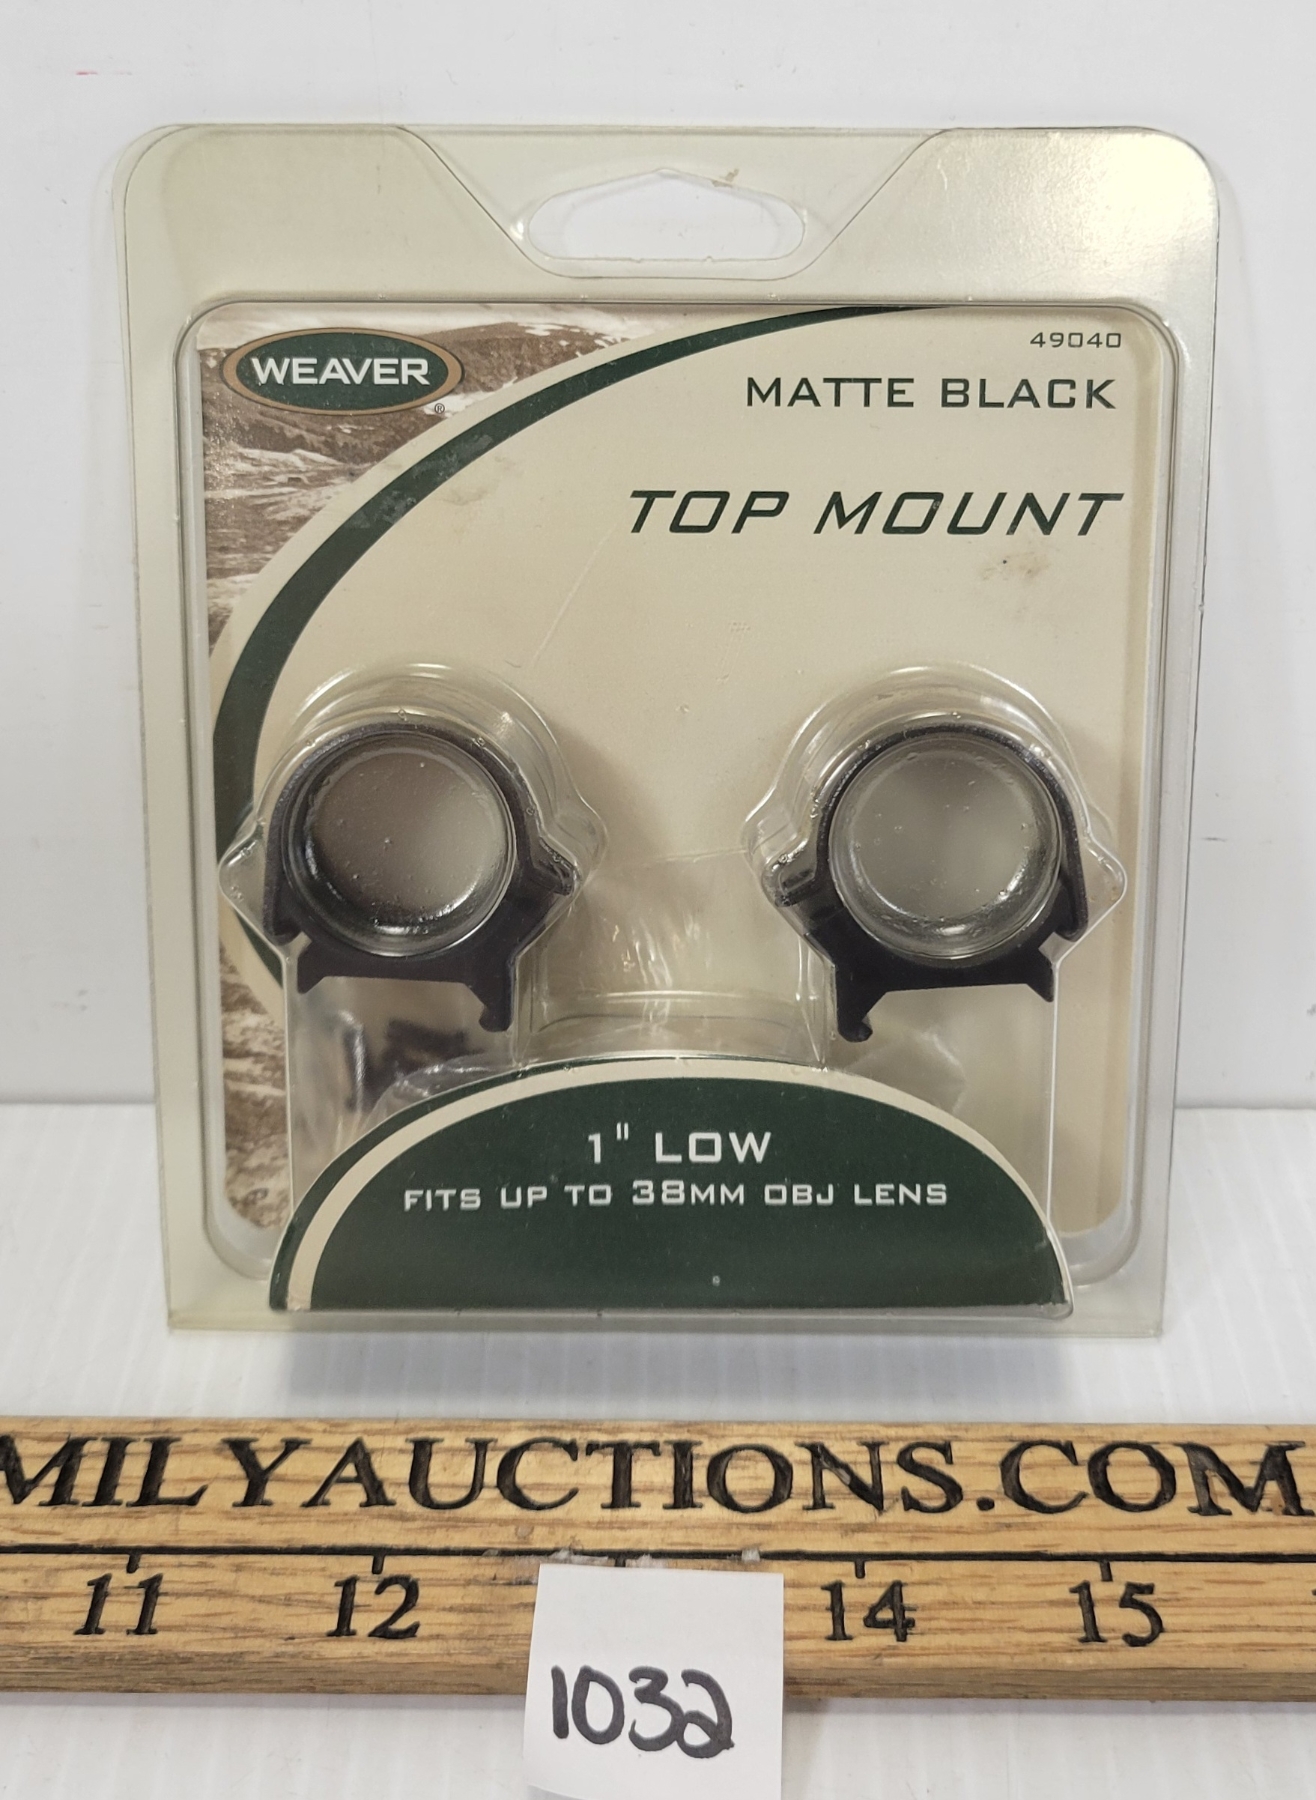 WEAVER
®
49040
MATTE BLACK
TOP MOUNT
1" LOW
FITS UP TO 38MM OBJ LENS
MILYAUCTIONS.COM
11 12 14 15
1032